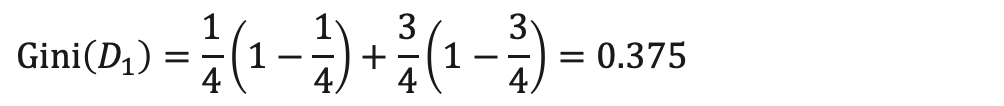 Gini(D₁) = 1/4 (1 − 1/4) + 3/4 (1 − 3/4) = 0.375